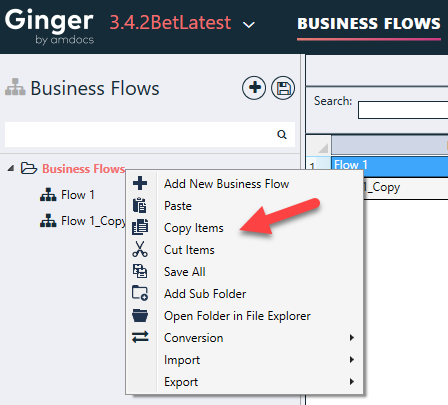 Ginger
by amdocs
3.4.2BetLatest
BUSINESS FLOWS
Business Flows
Search:
Business Flows
Flow 1
Flow 1_Copy
1
Flow 1
_Copy
Add New Business Flow
Paste
Copy Items
Cut Items
Save All
Add Sub Folder
Open Folder in File Explorer
Conversion
Import
Export